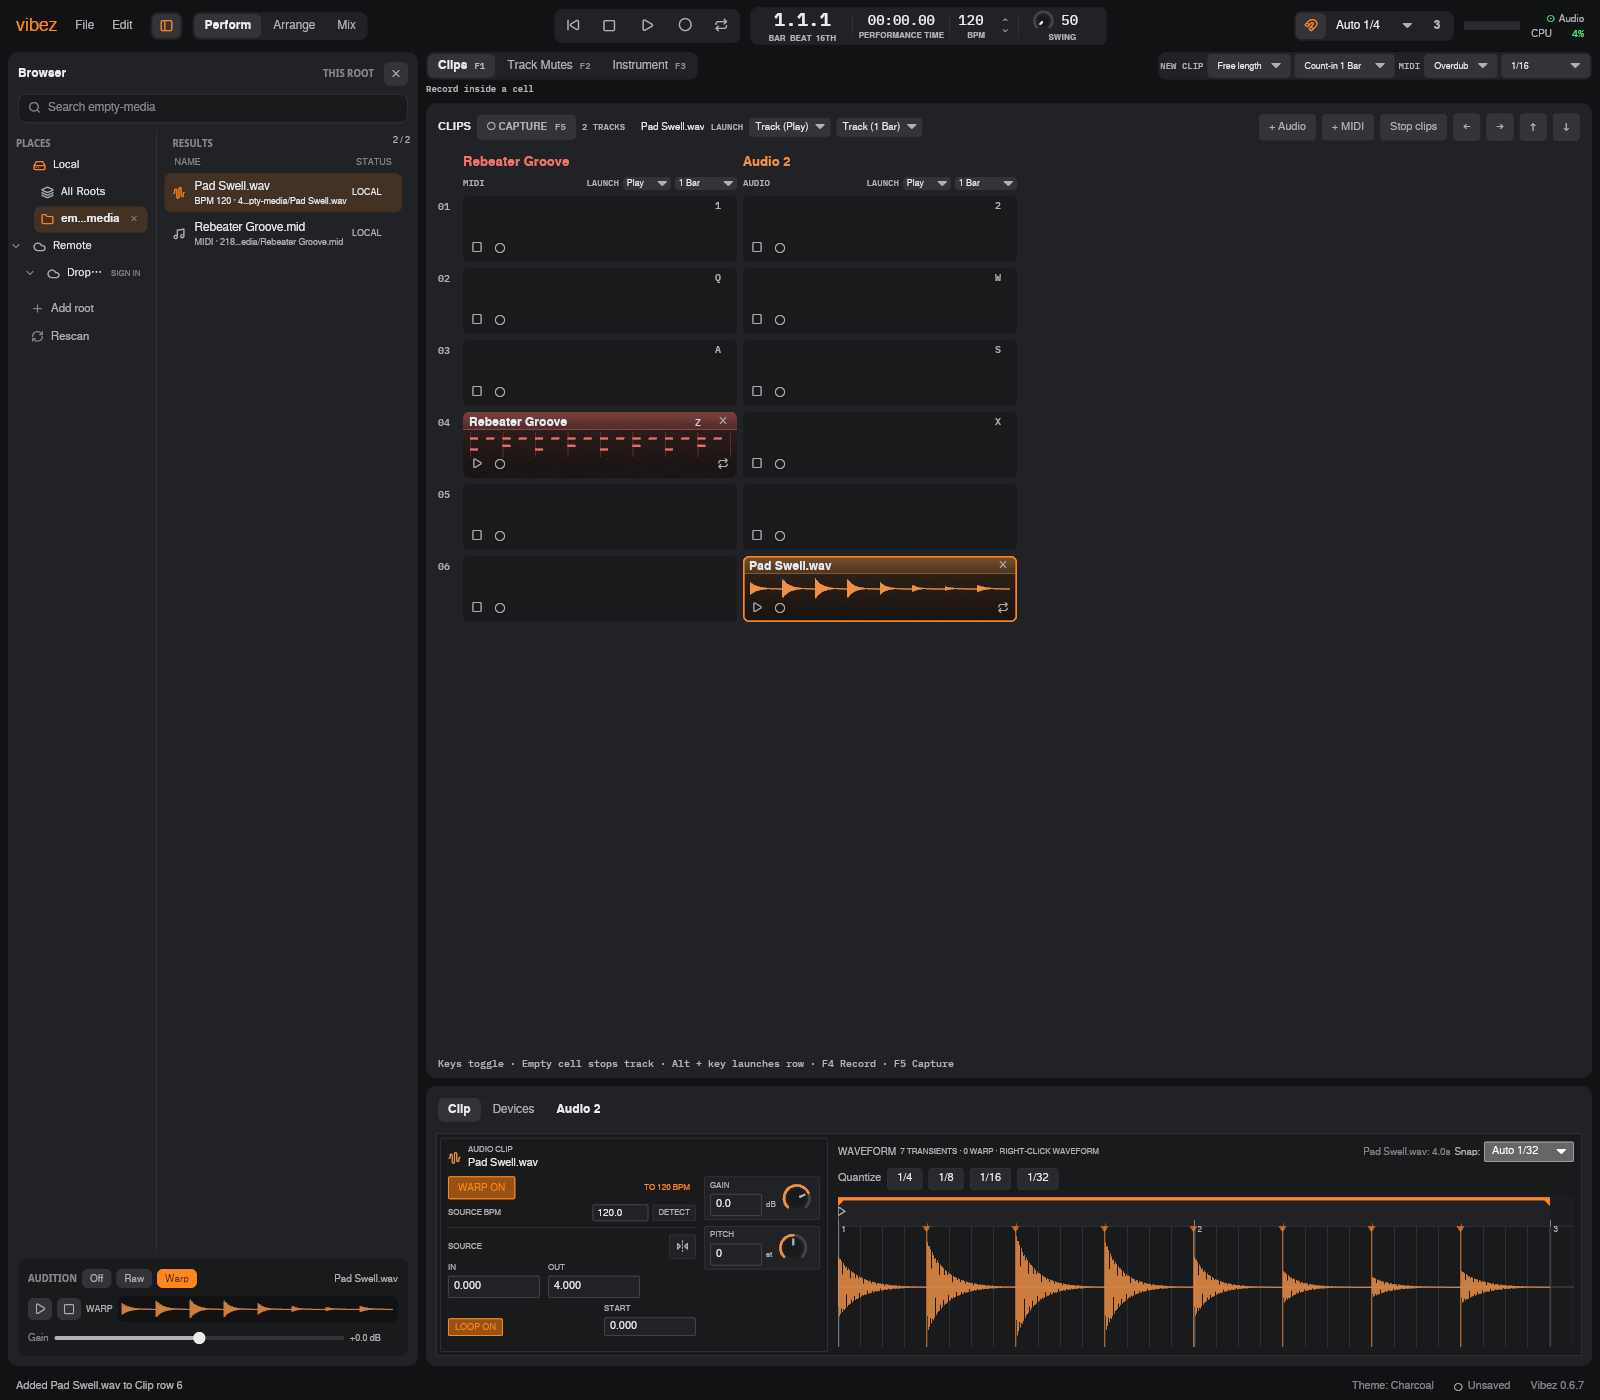 vibez File Edit Perform Arrange Mix
1.1.1 00:00.00 120 50
BAR BEAT 16TH PERFORMANCE TIME BPM SWING
Auto 1/4 3 Audio
CPU 4%
Browser THIS ROOT
Search empty-media
PLACES RESULTS 2 / 2
NAME STATUS
Local
All Roots
em...media
Remote
Drop··· SIGN IN
Add root
Rescan
Pad Swell.wav LOCAL
BPM 120 · 4...pty-media/Pad Swell.wav
Rebeater Groove.mid LOCAL
MIDI · 218...edia/Rebeater Groove.mid
AUDITION Off Raw Warp Pad Swell.wav
WARP
Gain +0.0 dB
Clips F1 Track Mutes F2 Instrument F3
NEW CLIP Free length Count-in 1 Bar MIDI Overdub 1/16
Record inside a cell
CLIPS CAPTURE F5 2 TRACKS Pad Swell.wav LAUNCH Track (Play) Track (1 Bar)
+ Audio + MIDI Stop clips ← → ↑ ↓
Rebeater Groove Audio 2
MIDI LAUNCH Play 1 Bar AUDIO LAUNCH Play 1 Bar
01 1 2
02 Q W
03 A S
04 Rebeater Groove Z X
05
06 Pad Swell.wav
Keys toggle · Empty cell stops track · Alt + key launches row · F4 Record · F5 Capture
Clip Devices Audio 2
AUDIO CLIP
Pad Swell.wav
WARP ON TO 120 BPM
SOURCE BPM 120.0 DETECT
SOURCE
IN OUT
0.000 4.000
START
LOOP ON 0.000
GAIN
0.0 dB
PITCH
0 st
WAVEFORM 7 TRANSIENTS · 0 WARP · RIGHT-CLICK WAVEFORM Pad Swell.wav: 4.0s Snap: Auto 1/32
Quantize 1/4 1/8 1/16 1/32
1 2 3
Added Pad Swell.wav to Clip row 6 Theme: Charcoal Unsaved Vibez 0.6.7